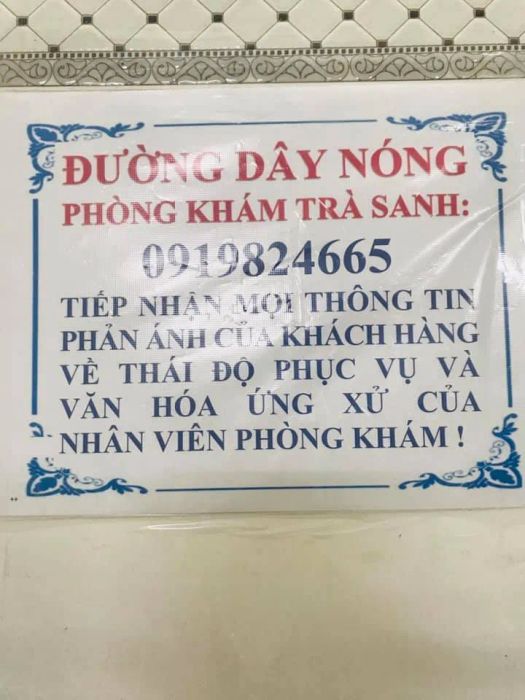 ĐƯỜNG DÂY NÓNG
PHÒNG KHÁM TRÀ SANH:
0919824665
TIẾP NHẬN MỌI THÔNG TIN
PHẢN ÁNH CỦA KHÁCH HÀNG
VỀ THÁI ĐỘ PHỤC VỤ VÀ
VĂN HÓA ỨNG XỬ CỦA
NHÂN VIÊN PHÒNG KHÁM !